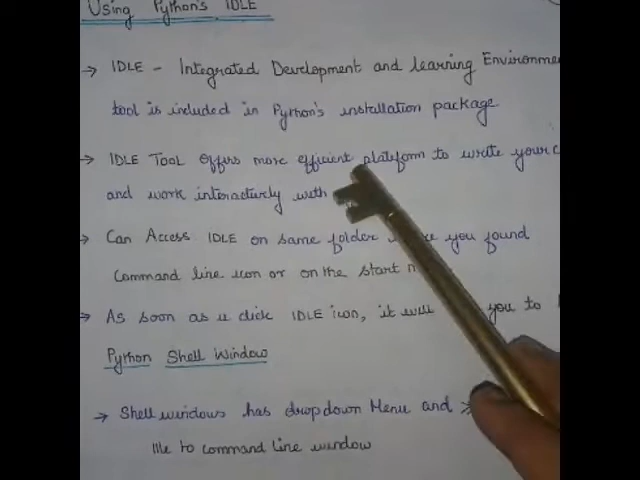 Using Python's IDLE
→ IDLE - Integrated Development and Learning Environme
tool is included in Python's installation package
→ IDLE TOOL offers more efficient plateform to write your c
and work interactively with
→ Can Access IDLE on same folder you found
Command line icon or on the start m
→ As soon as u click IDLE icon, it will you to
Python Shell Window
→ Shell windows has dropdown Menu and
like to command line window